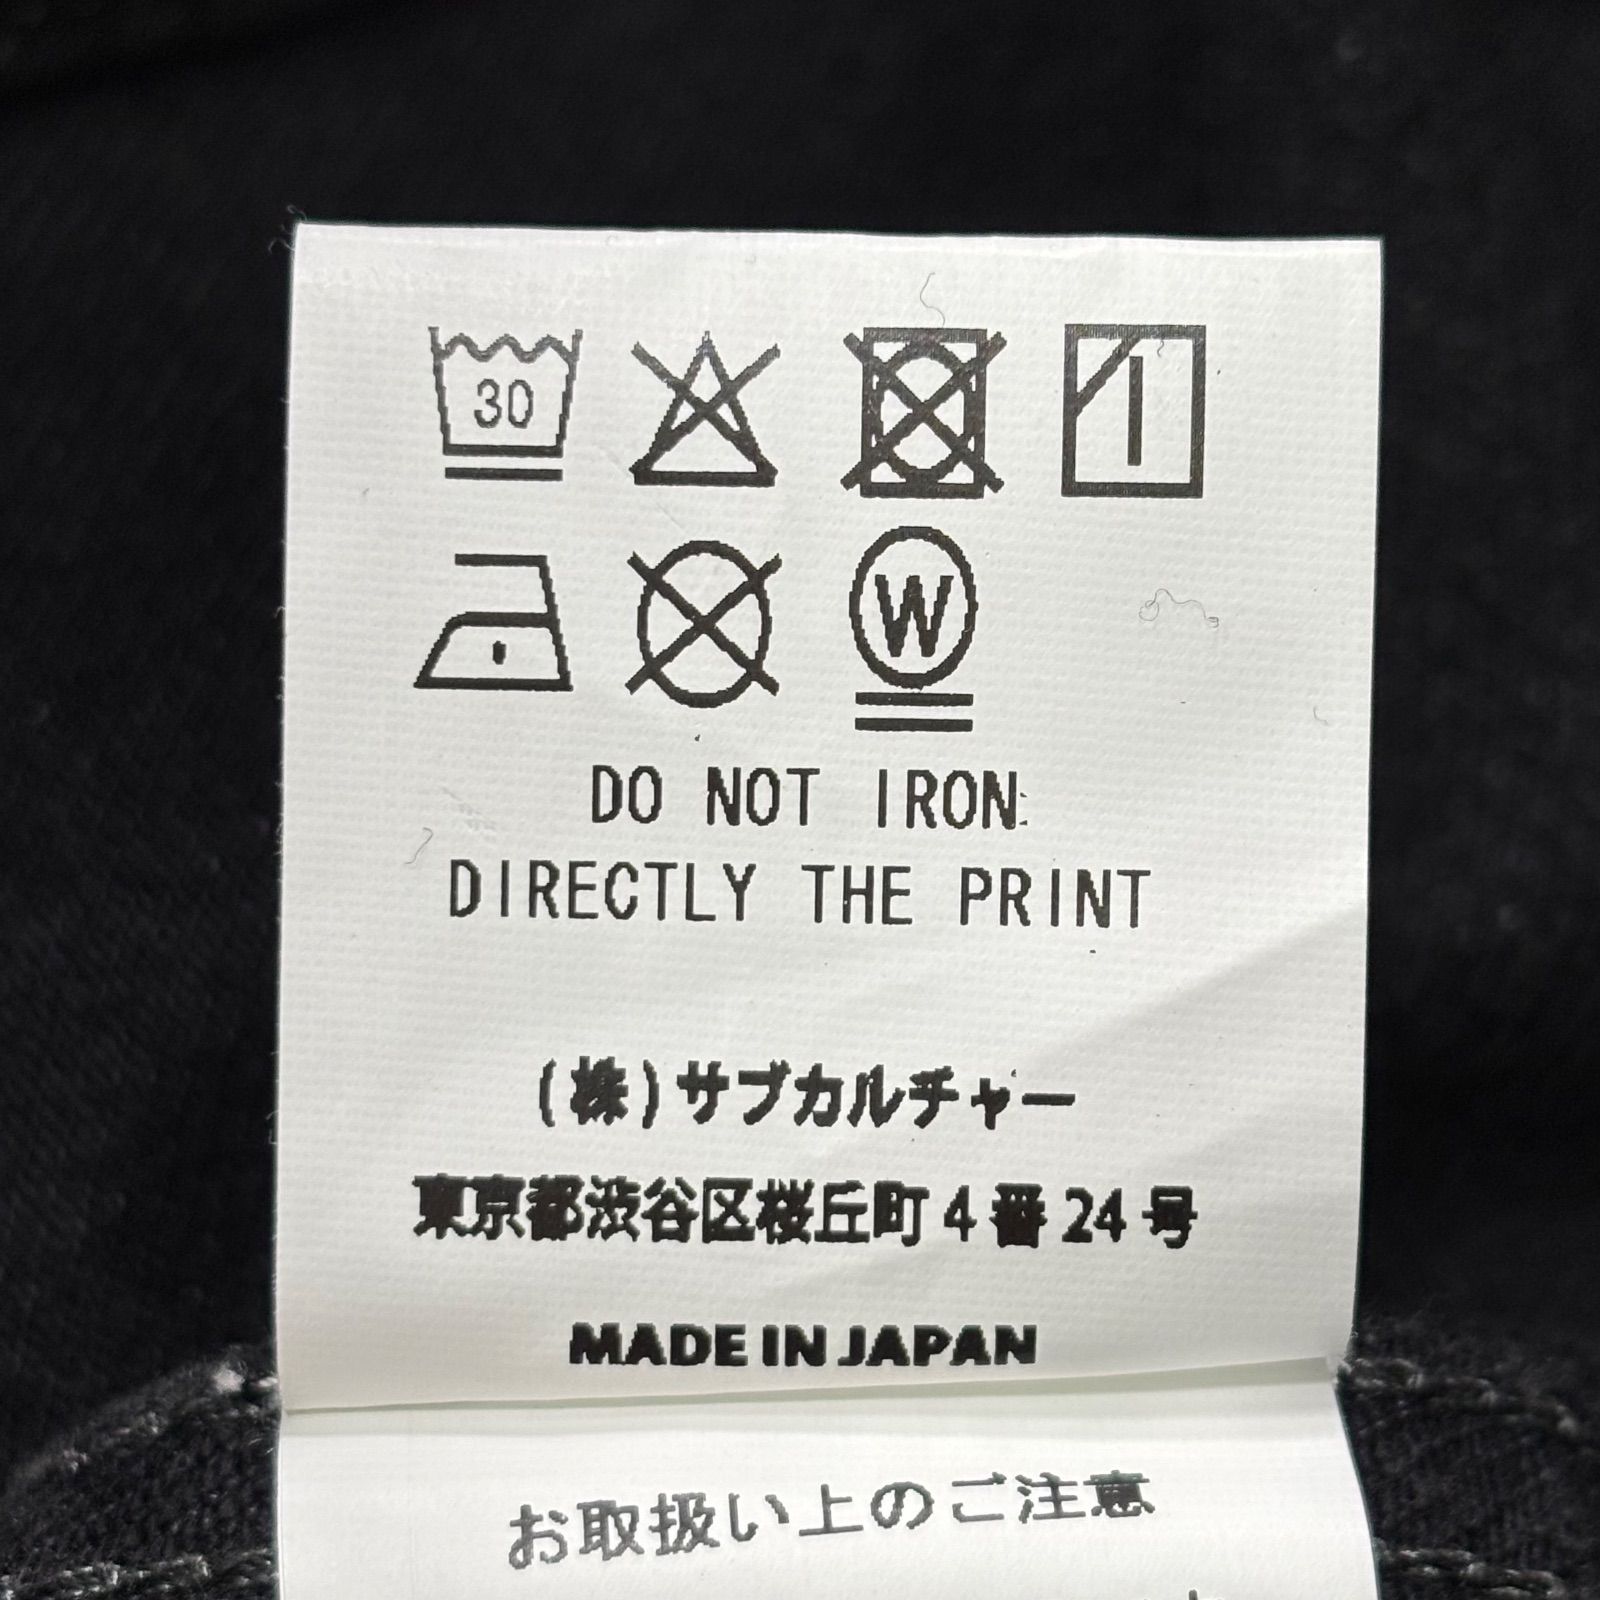 30
W
DO NOT IRON
DIRECTLY THE PRINT
(株)サブカルチャー
東京都渋谷区桜丘町4番24号
MADE IN JAPAN
お取扱い上のご注意